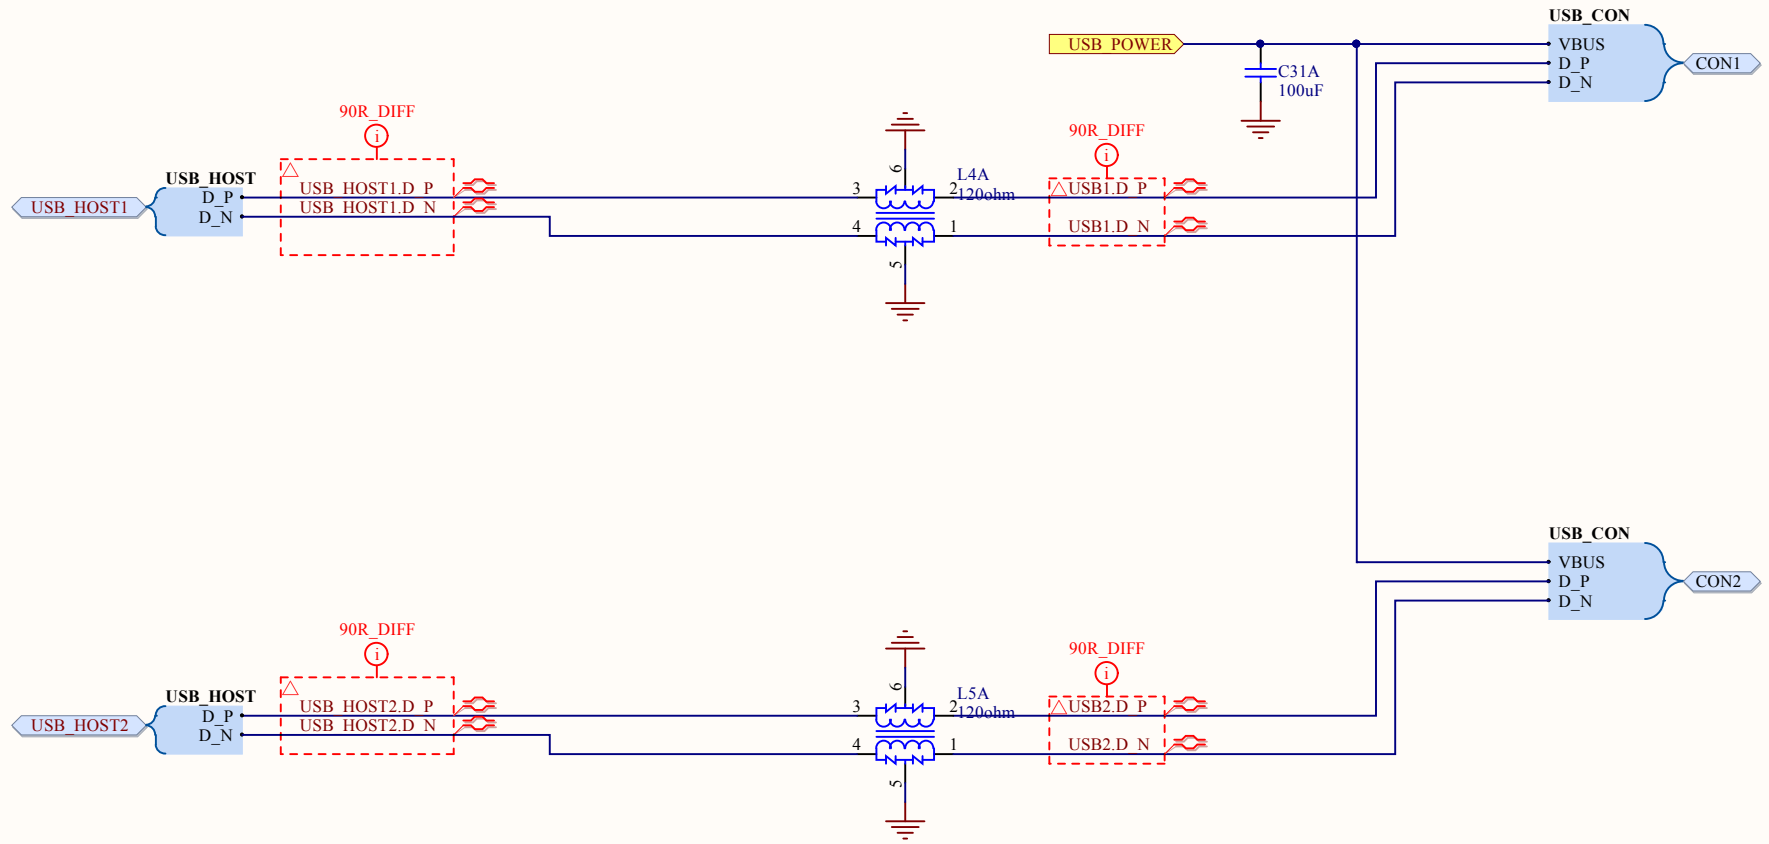 USB_CON
USB_POWER
VBUS
D_P
D_N
CON1
C31A
100uF
90R_DIFF
90R_DIFF
USB_HOST
USB_HOST1
D_P
D_N
USB_HOST1.D_P
USB_HOST1.D_N
6
3
2
4
1
5
L4A
120ohm
USB1.D_P
USB1.D_N
USB_CON
VBUS
D_P
D_N
CON2
90R_DIFF
90R_DIFF
USB_HOST
USB_HOST2
D_P
D_N
USB_HOST2.D_P
USB_HOST2.D_N
6
3
2
4
1
5
L5A
120ohm
USB2.D_P
USB2.D_N